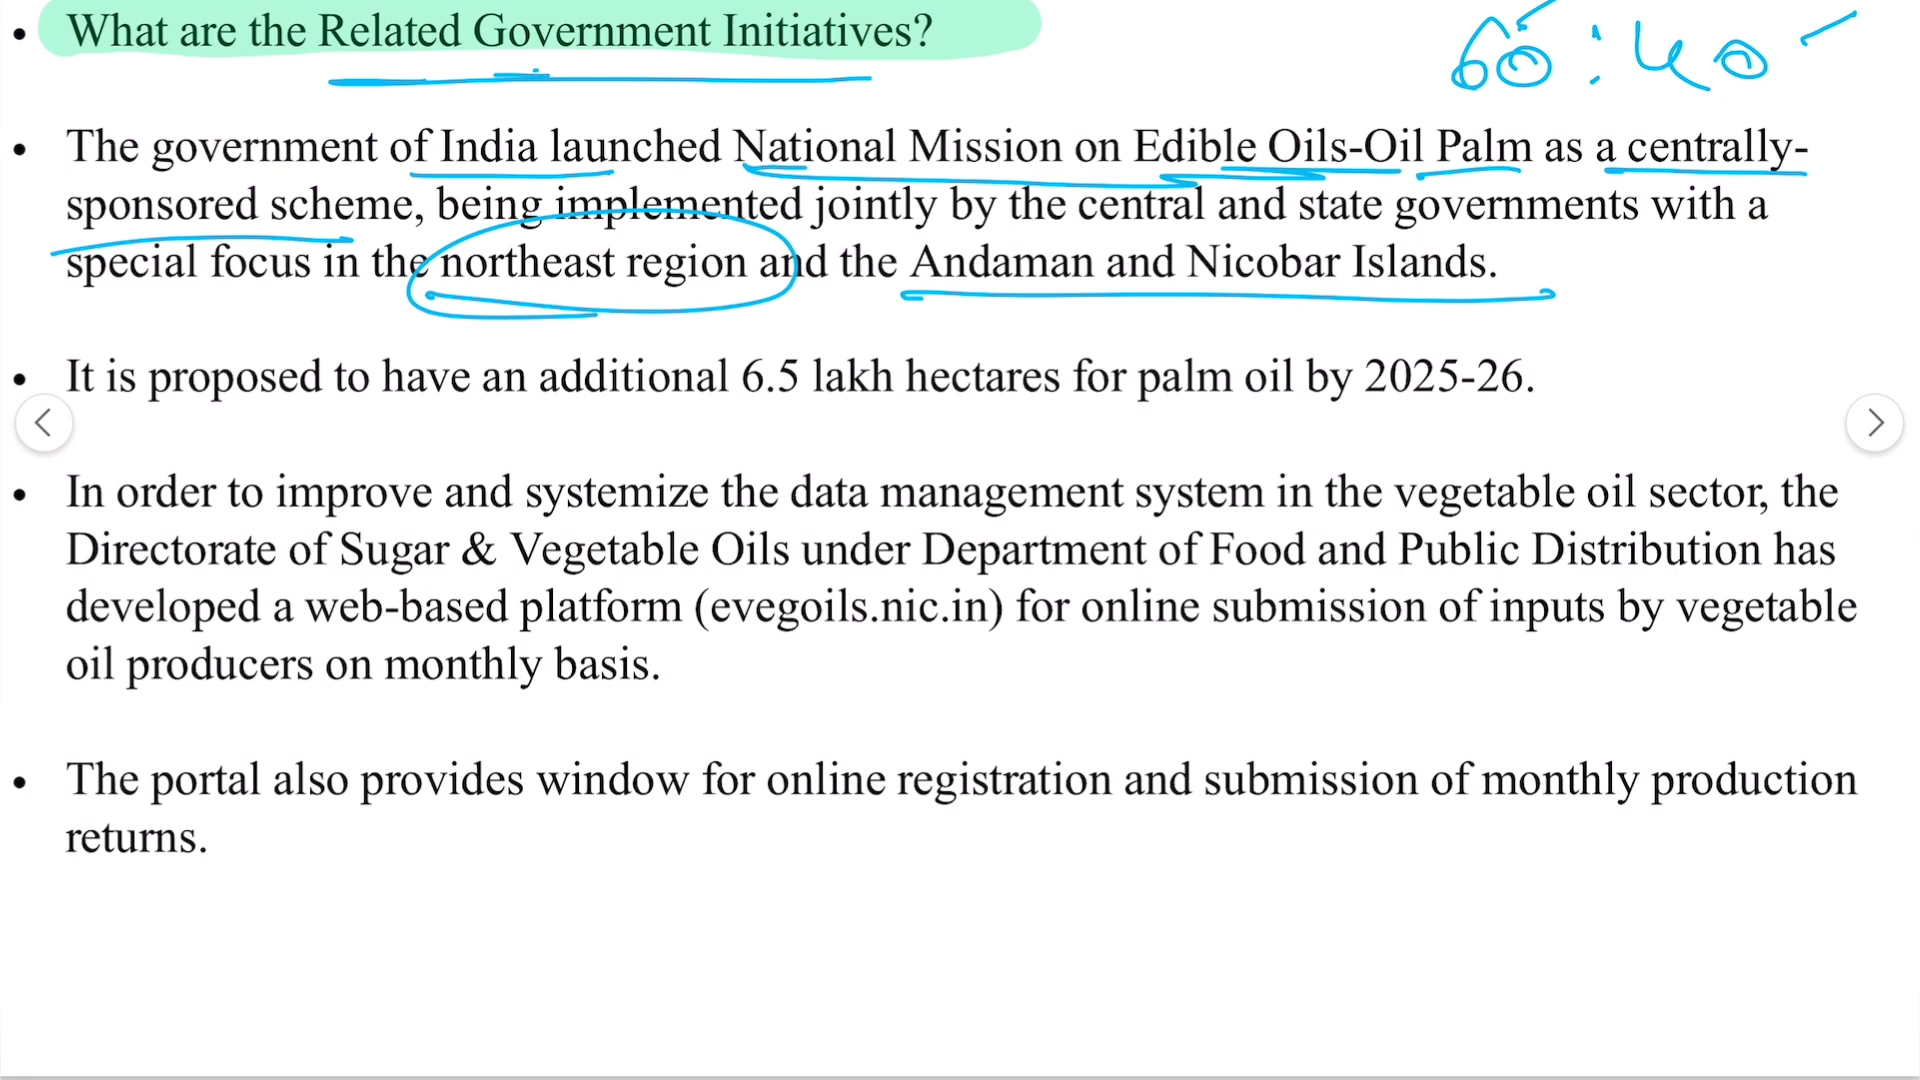 • What are the Related Government Initiatives?
60:40
• The government of India launched National Mission on Edible Oils-Oil Palm as a centrally-
sponsored scheme, being implemented jointly by the central and state governments with a
special focus in the northeast region and the Andaman and Nicobar Islands.
• It is proposed to have an additional 6.5 lakh hectares for palm oil by 2025-26.
• In order to improve and systemize the data management system in the vegetable oil sector, the
Directorate of Sugar & Vegetable Oils under Department of Food and Public Distribution has
developed a web-based platform (evegoils.nic.in) for online submission of inputs by vegetable
oil producers on monthly basis.
• The portal also provides window for online registration and submission of monthly production
returns.